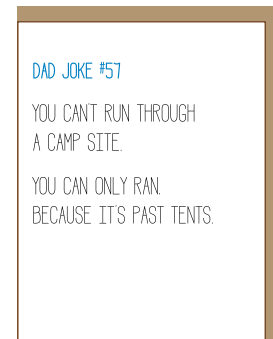 DAD JOKE #57
YOU CAN'T RUN THROUGH
A CAMP SITE.
YOU CAN ONLY RAN.
BECAUSE IT'S PAST TENTS.